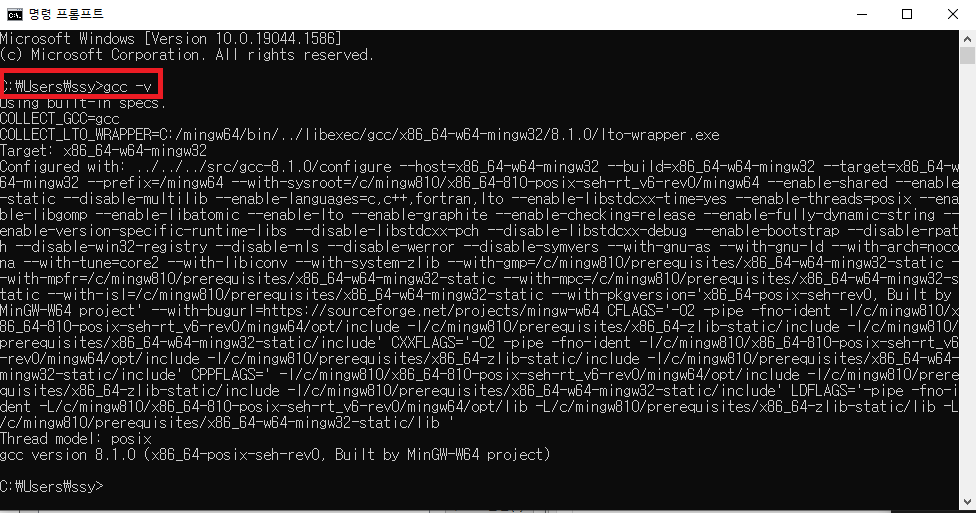 명령 프롬프트
Microsoft Windows [Version 10.0.19044.1586]
(c) Microsoft Corporation. All rights reserved.
C:₩Users₩ssy>gcc -v
Using built-in specs.
COLLECT_GCC=gcc
COLLECT_LTO_WRAPPER=C:/mingw64/bin/../libexec/gcc/x86_64-w64-mingw32/8.1.0/lto-wrapper.exe
Target: x86_64-w64-mingw32
Configured with: ../../../src/gcc-8.1.0/configure --host=x86_64-w64-mingw32 --build=x86_64-w64-mingw32 --target=x86_64-w
64-mingw32 --prefix=/mingw64 --with-sysroot=/c/mingw810/x86_64-810-posix-seh-rt_v6-rev0/mingw64 --enable-shared --enable
-static --disable-multilib --enable-languages=c,c++,fortran,lto --enable-libstdcxx-time=yes --enable-threads=posix --ena
ble-libgomp --enable-libatomic --enable-lto --enable-graphite --enable-checking=release --enable-fully-dynamic-string --
enable-version-specific-runtime-libs --disable-libstdcxx-pch --disable-libstdcxx-debug --enable-bootstrap --disable-rpat
h --disable-win32-registry --disable-nls --disable-werror --disable-symvers --with-gnu-as --with-gnu-ld --with-arch=noco
na --with-tune=core2 --with-libiconv --with-system-zlib --with-gmp=/c/mingw810/prerequisites/x86_64-w64-mingw32-static -
-with-mpfr=/c/mingw810/prerequisites/x86_64-w64-mingw32-static --with-mpc=/c/mingw810/prerequisites/x86_64-w64-mingw32-s
tatic --with-isl=/c/mingw810/prerequisites/x86_64-w64-mingw32-static --with-pkgversion='x86_64-posix-seh-rev0, Built by
MinGW-W64 project' --with-bugurl=https://sourceforge.net/projects/mingw-w64 CFLAGS='-O2 -pipe -fno-ident -I/c/mingw810/x
86_64-810-posix-seh-rt_v6-rev0/mingw64/opt/include -I/c/mingw810/prerequisites/x86_64-zlib-static/include -I/c/mingw810/
prerequisites/x86_64-w64-mingw32-static/include' CXXFLAGS='-O2 -pipe -fno-ident -I/c/mingw810/x86_64-810-posix-seh-rt_v6
-rev0/mingw64/opt/include -I/c/mingw810/prerequisites/x86_64-zlib-static/include -I/c/mingw810/prerequisites/x86_64-w64-
mingw32-static/include' CPPFLAGS=' -I/c/mingw810/x86_64-810-posix-seh-rt_v6-rev0/mingw64/opt/include -I/c/mingw810/prere
quisites/x86_64-zlib-static/include -I/c/mingw810/prerequisites/x86_64-w64-mingw32-static/include' LDFLAGS='-pipe -fno-i
dent -L/c/mingw810/x86_64-810-posix-seh-rt_v6-rev0/mingw64/opt/lib -L/c/mingw810/prerequisites/x86_64-zlib-static/lib -L
/c/mingw810/prerequisites/x86_64-w64-mingw32-static/lib '
Thread model: posix
gcc version 8.1.0 (x86_64-posix-seh-rev0, Built by MinGW-W64 project)
C:₩Users₩ssy>